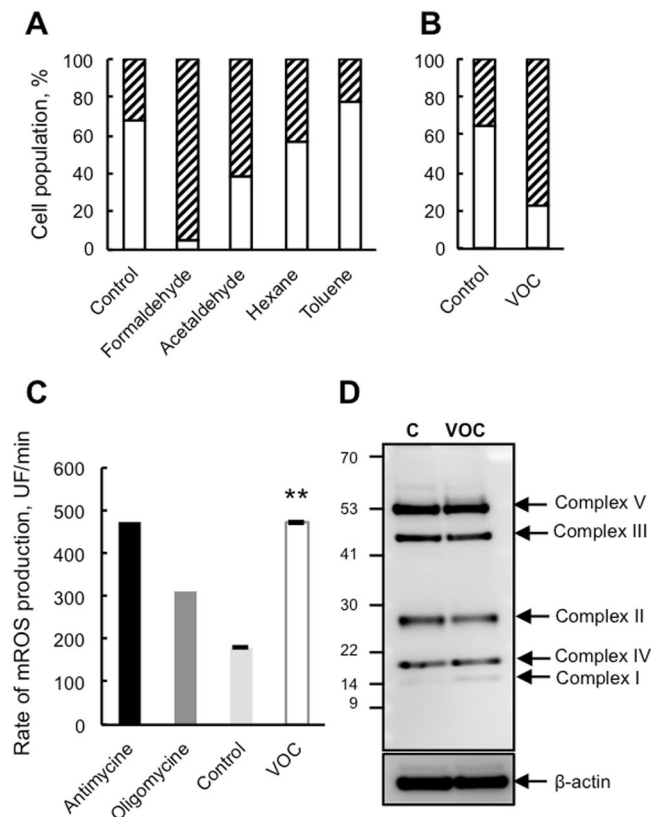 A
Cell population, %
100
80
60
40
20
0
Control
Formaldehyde
Acetaldehyde
Hexane
Toluene
B
100
80
60
40
20
0
Control
VOC
C
Rate of mROS production, UF/min
600
500
400
300
200
100
0
**
Antimycine
Oligomycine
Control
VOC
D
C VOC
70
53
41
30
22
14
9
Complex V
Complex III
Complex II
Complex IV
Complex I
β-actin